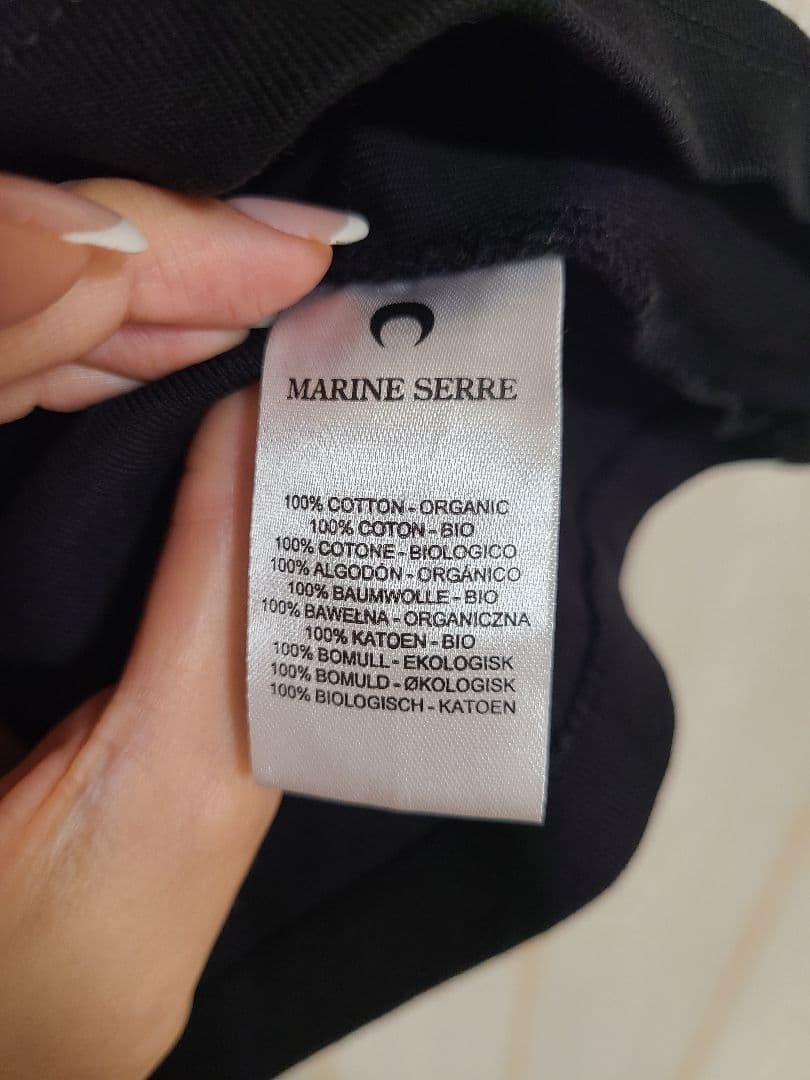 MARINE SERRE
100% COTTON - ORGANIC
100% COTON - BIO
100% COTONE - BIOLOGICO
100% ALGODÓN - ORGÁNICO
100% BAUMWOLLE - BIO
100% BAWEŁNA - ORGANICZNA
100% KATOEN - BIO
100% BOMULL - EKOLOGISK
100% BOMULD - ØKOLOGISK
100% BIOLOGISCH - KATOEN